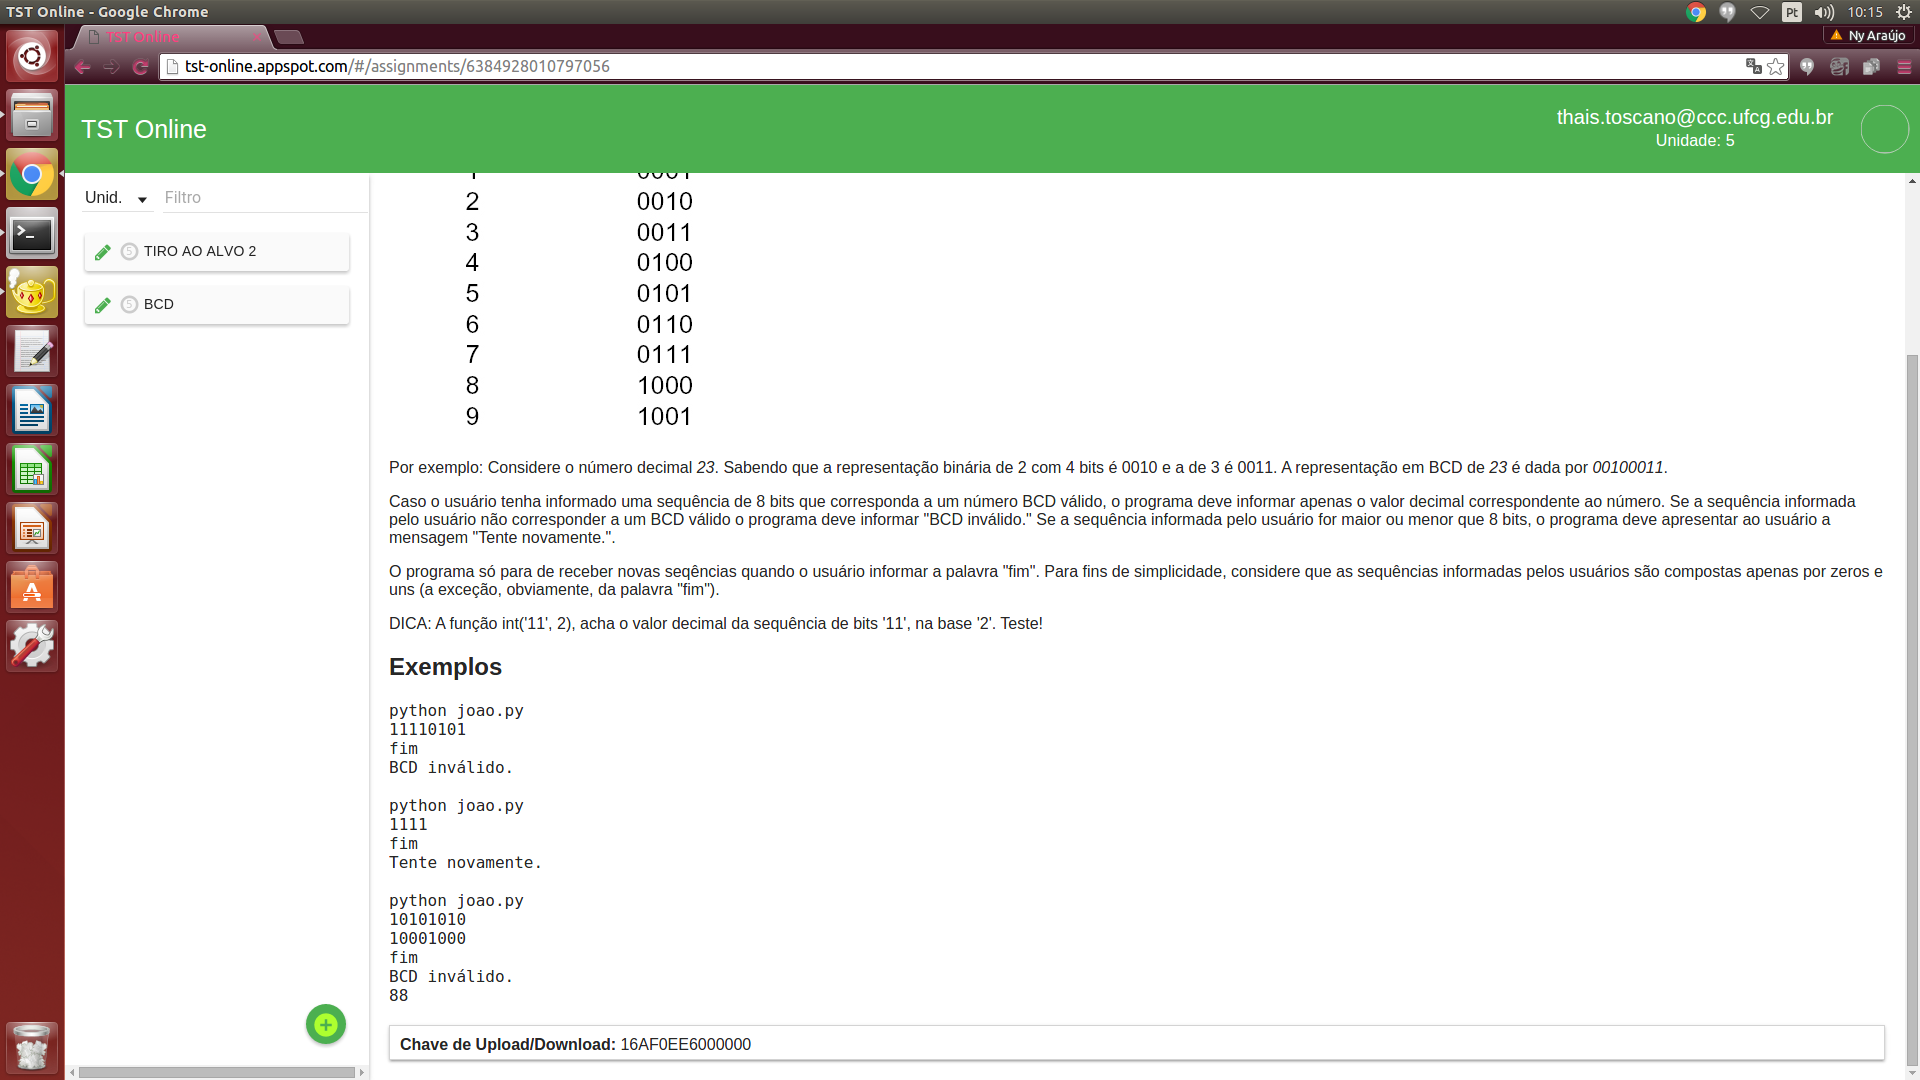 TST Online - Google Chrome
Pt
10:15
TST Online
Ny Araújo
tst-online.appspot.com/#/assignments/6384928010797056
TST Online
thais.toscano@ccc.ufcg.edu.br
Unidade: 5
Unid.
Filtro
5 TIRO AO ALVO 2
5 BCD
2 0010
3 0011
4 0100
5 0101
6 0110
7 0111
8 1000
9 1001
Por exemplo: Considere o número decimal 23. Sabendo que a representação binária de 2 com 4 bits é 0010 e a de 3 é 0011. A representação em BCD de 23 é dada por 00100011.
Caso o usuário tenha informado uma sequência de 8 bits que corresponda a um número BCD válido, o programa deve informar apenas o valor decimal correspondente ao número. Se a sequência informada
pelo usuário não corresponder a um BCD válido o programa deve informar "BCD inválido." Se a sequência informada pelo usuário for maior ou menor que 8 bits, o programa deve apresentar ao usuário a
mensagem "Tente novamente.".
O programa só para de receber novas seqências quando o usuário informar a palavra "fim". Para fins de simplicidade, considere que as sequências informadas pelos usuários são compostas apenas por zeros e
uns (a exceção, obviamente, da palavra "fim").
DICA: A função int('11', 2), acha o valor decimal da sequência de bits '11', na base '2'. Teste!
Exemplos
python joao.py
11110101
fim
BCD inválido.
python joao.py
1111
fim
Tente novamente.
python joao.py
10101010
10001000
fim
BCD inválido.
88
Chave de Upload/Download: 16AF0EE6000000